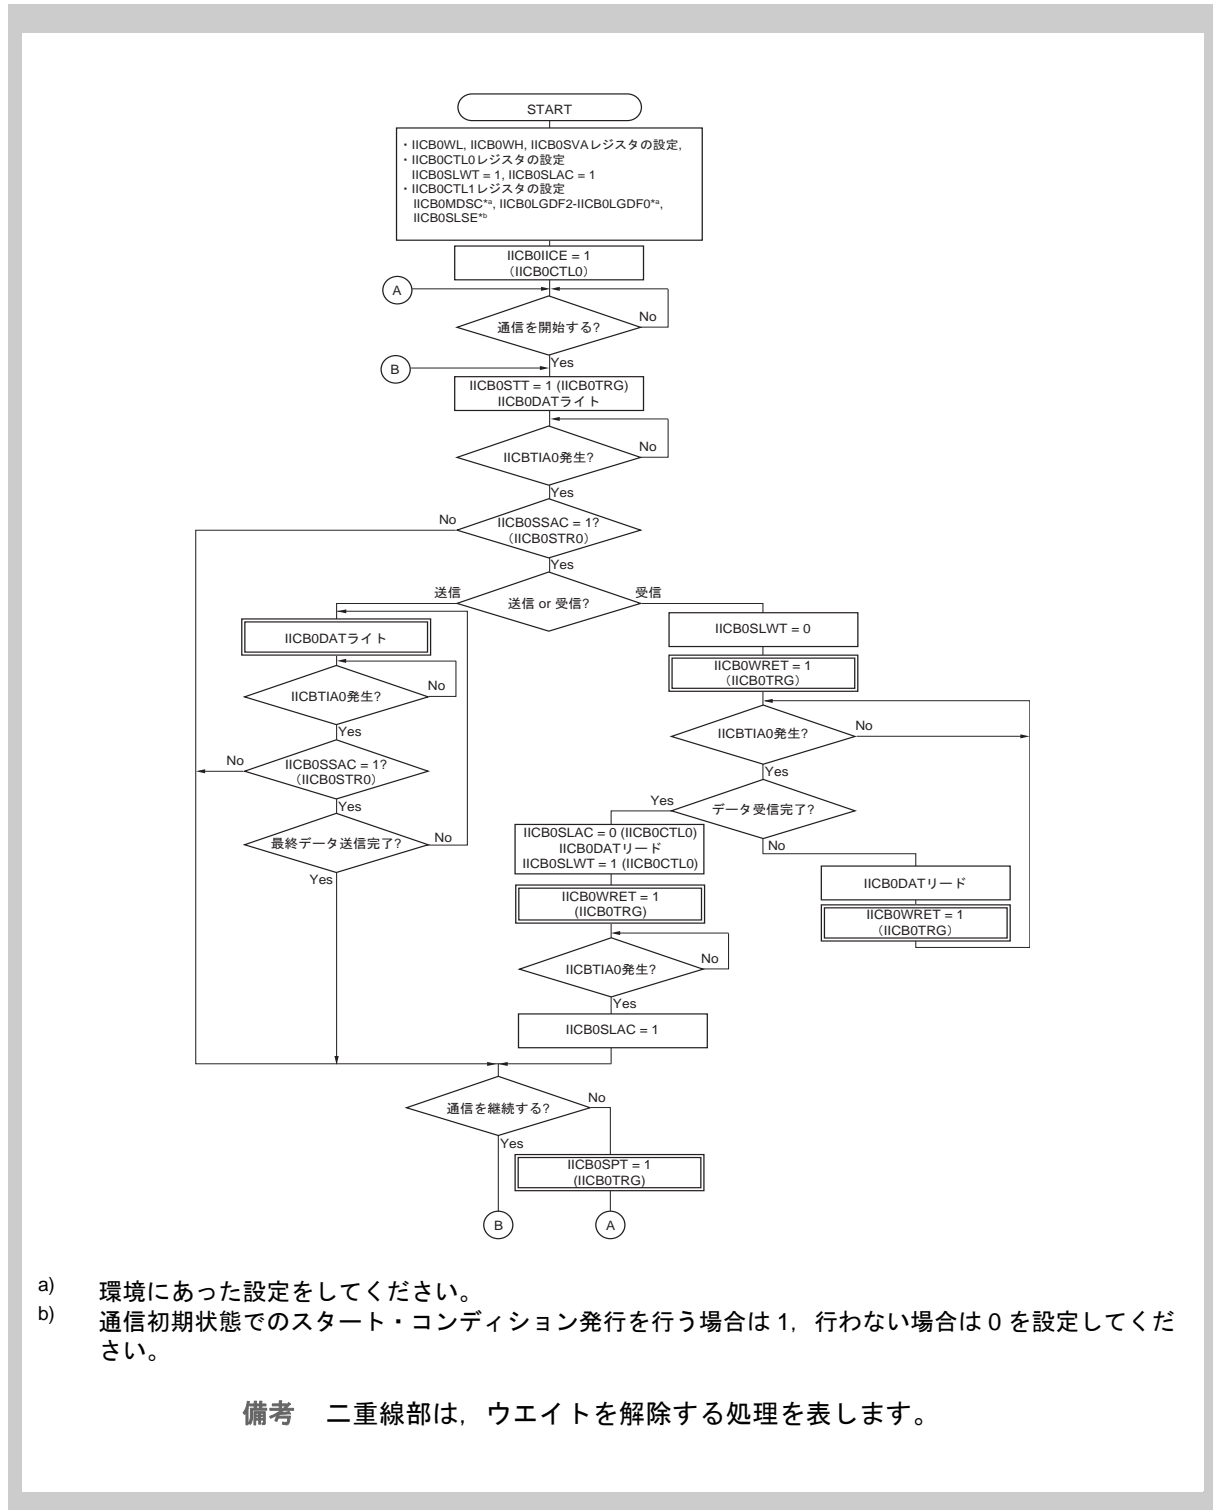 START
・IICB0WL, IICB0WH, IICB0SVAレジスタの設定,
・IICB0CTL0レジスタの設定
IICB0SLWT = 1, IICB0SLAC = 1
・IICB0CTL1レジスタの設定
IICB0MDSC*a, IICB0LGDF2-IICB0LGDF0*a,
IICB0SLSE*b
IICB0IICE = 1
（IICB0CTL0）
A
通信を開始する?
No
Yes
B
IICB0STT = 1 (IICB0TRG)
IICB0DATライト
IICBTIA0発生?
No
Yes
No
IICB0SSAC = 1?
（IICB0STR0）
Yes
送信
送信 or 受信?
受信
IICB0DATライト
IICBTIA0発生?
No
Yes
No
IICB0SSAC = 1?
（IICB0STR0）
Yes
最終データ送信完了?
No
Yes
IICB0SLWT = 0
IICB0WRET = 1
（IICB0TRG）
IICBTIA0発生?
No
Yes
Yes
データ受信完了?
No
IICB0DATリード
IICB0WRET = 1
（IICB0TRG）
IICB0SLAC = 0 (IICB0CTL0)
IICB0DATリード
IICB0SLWT = 1 (IICB0CTL0)
IICB0WRET = 1
(IICB0TRG)
IICBTIA0発生?
No
Yes
IICB0SLAC = 1
通信を継続する?
No
Yes
IICB0SPT = 1
(IICB0TRG)
B
A
a) 環境にあった設定をしてください。
b) 通信初期状態でのスタート・コンディション発行を行う場合は 1，行わない場合は 0 を設定してくだ
さい。
備考 二重線部は，ウエイトを解除する処理を表します。